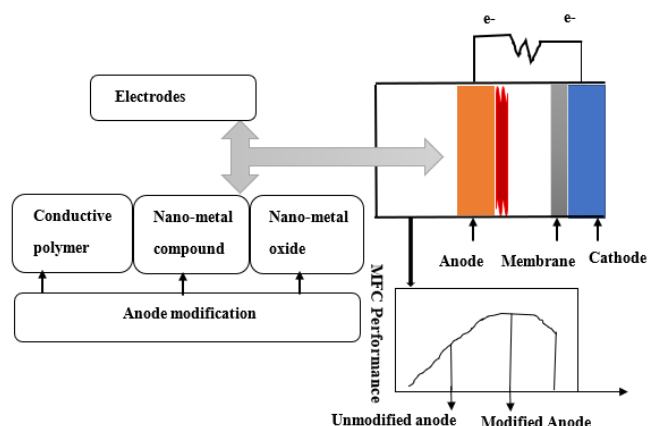 e-
e-
Electrodes
Conductive
polymer
Nano-metal
compound
Nano-metal
oxide
Anode modification
Anode
Membrane
Cathode
MFC Performance
Unmodified anode
Modified Anode